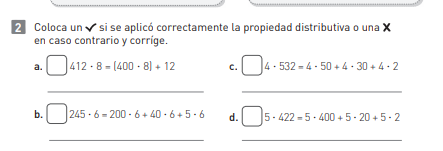 2 Coloca un ✓ si se aplicó correctamente la propiedad distributiva o una X
en caso contrario y corrige.
a. 412 · 8 = (400 · 8) + 12
c. 4 · 532 = 4 · 50 + 4 · 30 + 4 · 2
b. 245 · 6 = 200 · 6 + 40 · 6 + 5 · 6
d. 5 · 422 = 5 · 400 + 5 · 20 + 5 · 2